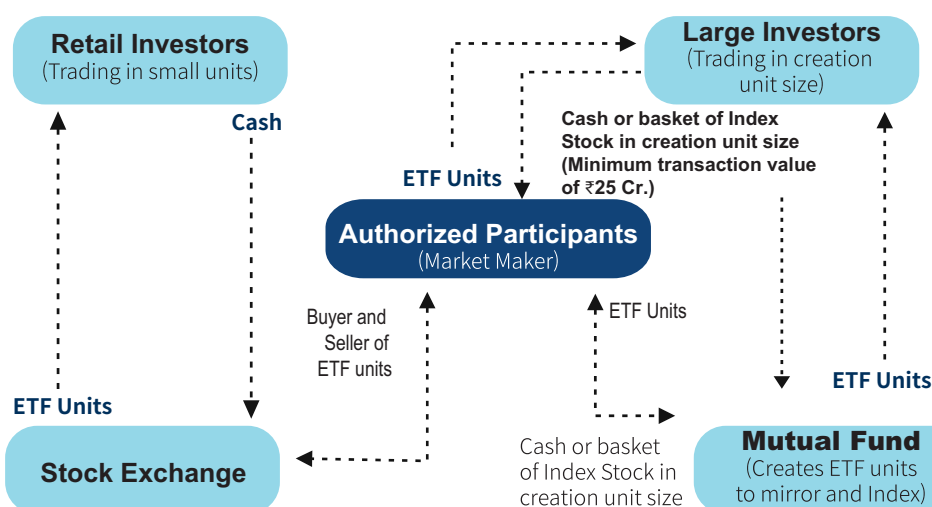 Retail Investors
(Trading in small units)
Large Investors
(Trading in creation
unit size)
Cash
Cash or basket of Index
Stock in creation unit size
(Minimum transaction value
of ₹25 Cr.)
ETF Units
Authorized Participants
(Market Maker)
Buyer and
Seller of
ETF units
ETF Units
ETF Units
ETF Units
Stock Exchange
Cash or basket
of Index Stock in
creation unit size
Mutual Fund
(Creates ETF units
to mirror and Index)